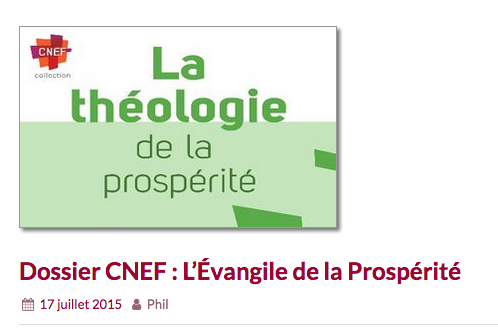 CNEF
collection
La
théologie
de la
prospérité
Dossier CNEF : L’Évangile de la Prospérité
17 juillet 2015 Phil